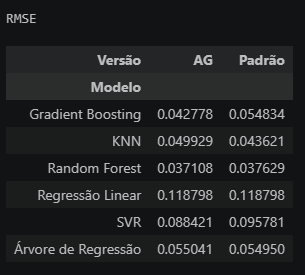 RMSE
Versão AG Padrão
Modelo
Gradient Boosting 0.042778 0.054834
KNN 0.049929 0.043621
Random Forest 0.037108 0.037629
Regressão Linear 0.118798 0.118798
SVR 0.088421 0.095781
Árvore de Regressão 0.055041 0.054950